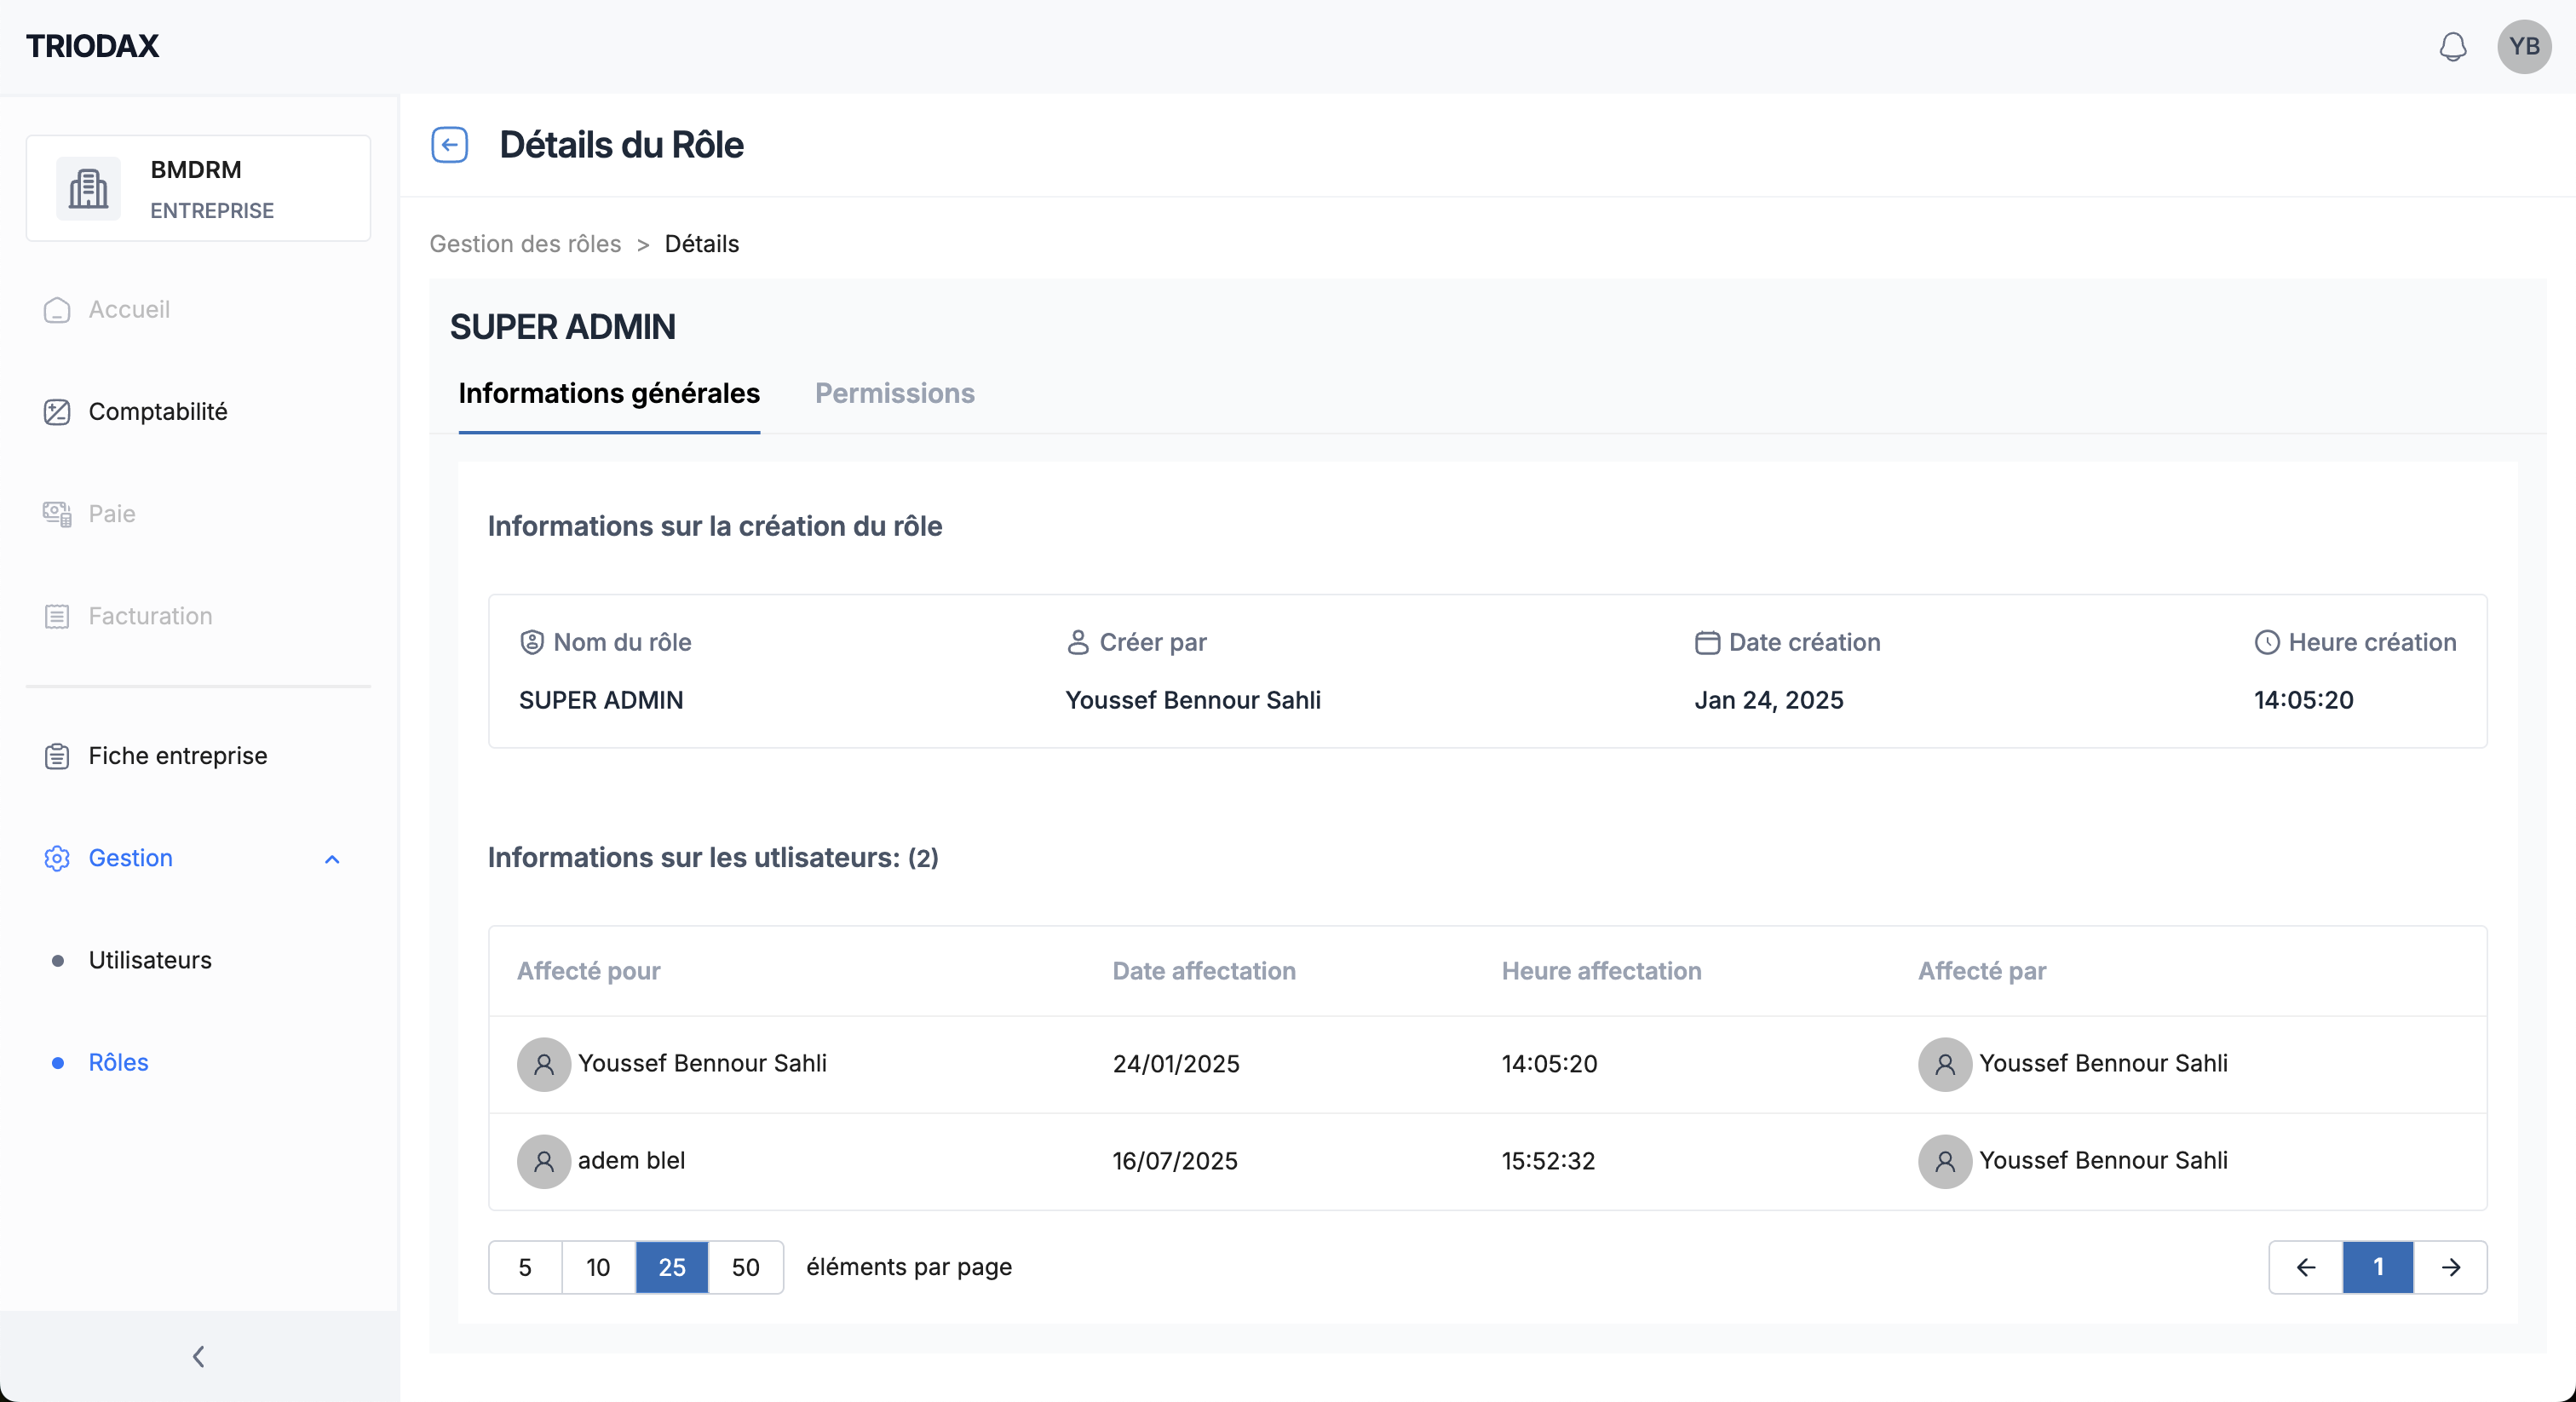 TRIODAX
YB
BMDRM
ENTREPRISE
Accueil
Comptabilité
Paie
Facturation
Fiche entreprise
Gestion
Utilisateurs
Rôles
Détails du Rôle
Gestion des rôles > Détails
SUPER ADMIN
Informations générales Permissions
Informations sur la création du rôle
Nom du rôle Créer par Date création Heure création
SUPER ADMIN Youssef Bennour Sahli Jan 24, 2025 14:05:20
Informations sur les utlisateurs: (2)
Affecté pour Date affectation Heure affectation Affecté par
Youssef Bennour Sahli 24/01/2025 14:05:20 Youssef Bennour Sahli
adem blel 16/07/2025 15:52:32 Youssef Bennour Sahli
5 10 25 50 éléments par page 1